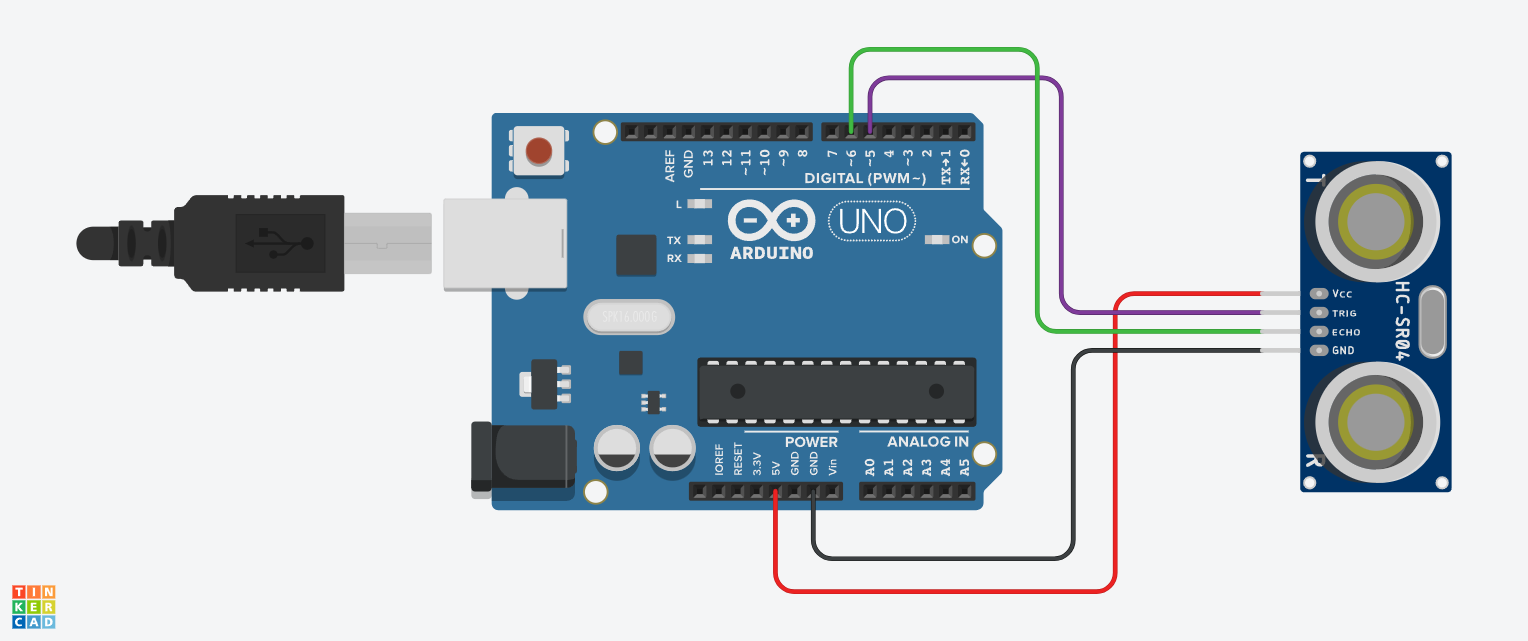 AREF
GND
13
12
~11
~10
~9
8
7
~6
~5
4
~3
2
TX→1
RX←0
DIGITAL (PWM~)
L
TX
RX
UNO
ARDUINO
ON
SPK16.000G
T
Vcc
TRIG
ECHO
GND
HC-SR04
R
POWER
ANALOG IN
IOREF
RESET
3.3V
5V
GND
GND
Vin
A0
A1
A2
A3
A4
A5
TIN
KER
CAD